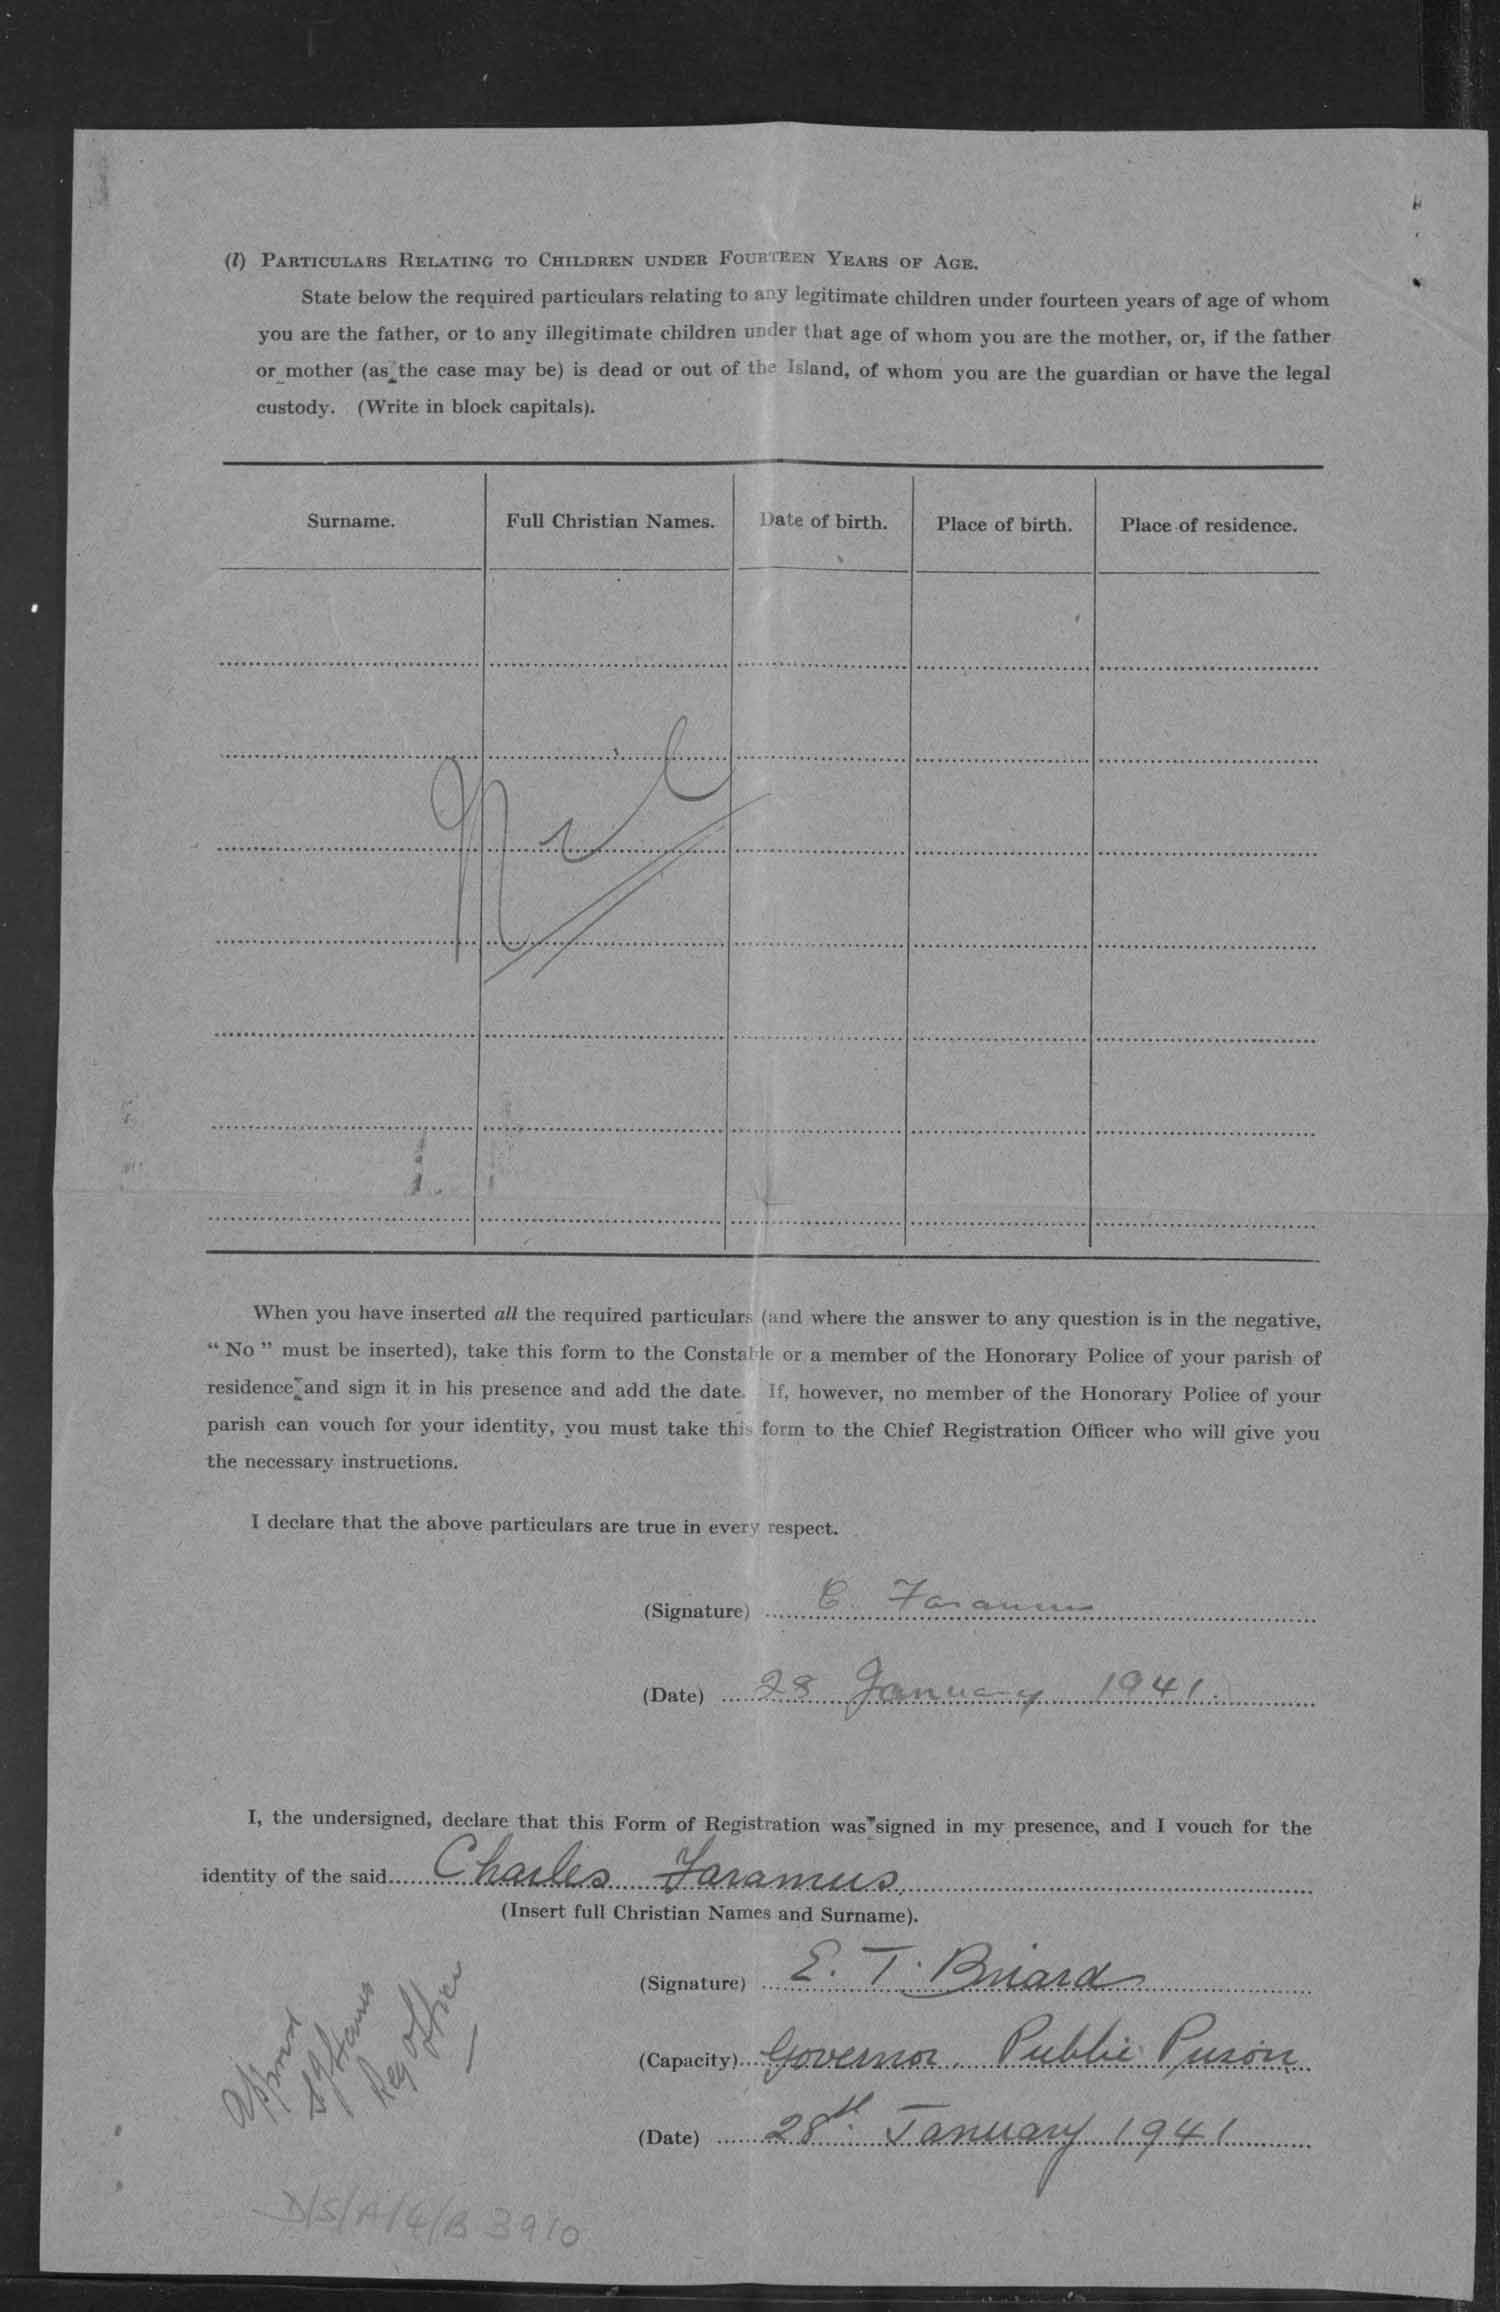 (l) PARTICULARS RELATING TO CHILDREN UNDER FOURTEEN YEARS OF AGE.
State below the required particulars relating to any legitimate children under fourteen years of age of whom
you are the father, or to any illegitimate children under that age of whom you are the mother, or, if the father
or mother (as the case may be) is dead or out of the Island, of whom you are the guardian or have the legal
custody. (Write in block capitals).
Surname. Full Christian Names. Date of birth. Place of birth. Place of residence.
Nil
When you have inserted all the required particulars (and where the answer to any question is in the negative,
“ No ” must be inserted), take this form to the Constable or a member of the Honorary Police of your parish of
residence and sign it in his presence and add the date. If, however, no member of the Honorary Police of your
parish can vouch for your identity, you must take this form to the Chief Registration Officer who will give you
the necessary instructions.
I declare that the above particulars are true in every respect.
(Signature) C. Faramus
(Date) 28 January 1941.
I, the undersigned, declare that this Form of Registration was signed in my presence, and I vouch for the
identity of the said Charles Faramus.
(Insert full Christian Names and Surname).
(Signature) E. T. Briard
(Capacity) Governor. Public Prison
(Date) 28th. January 1941
Reg Officer
D/S/A/4/B 3910